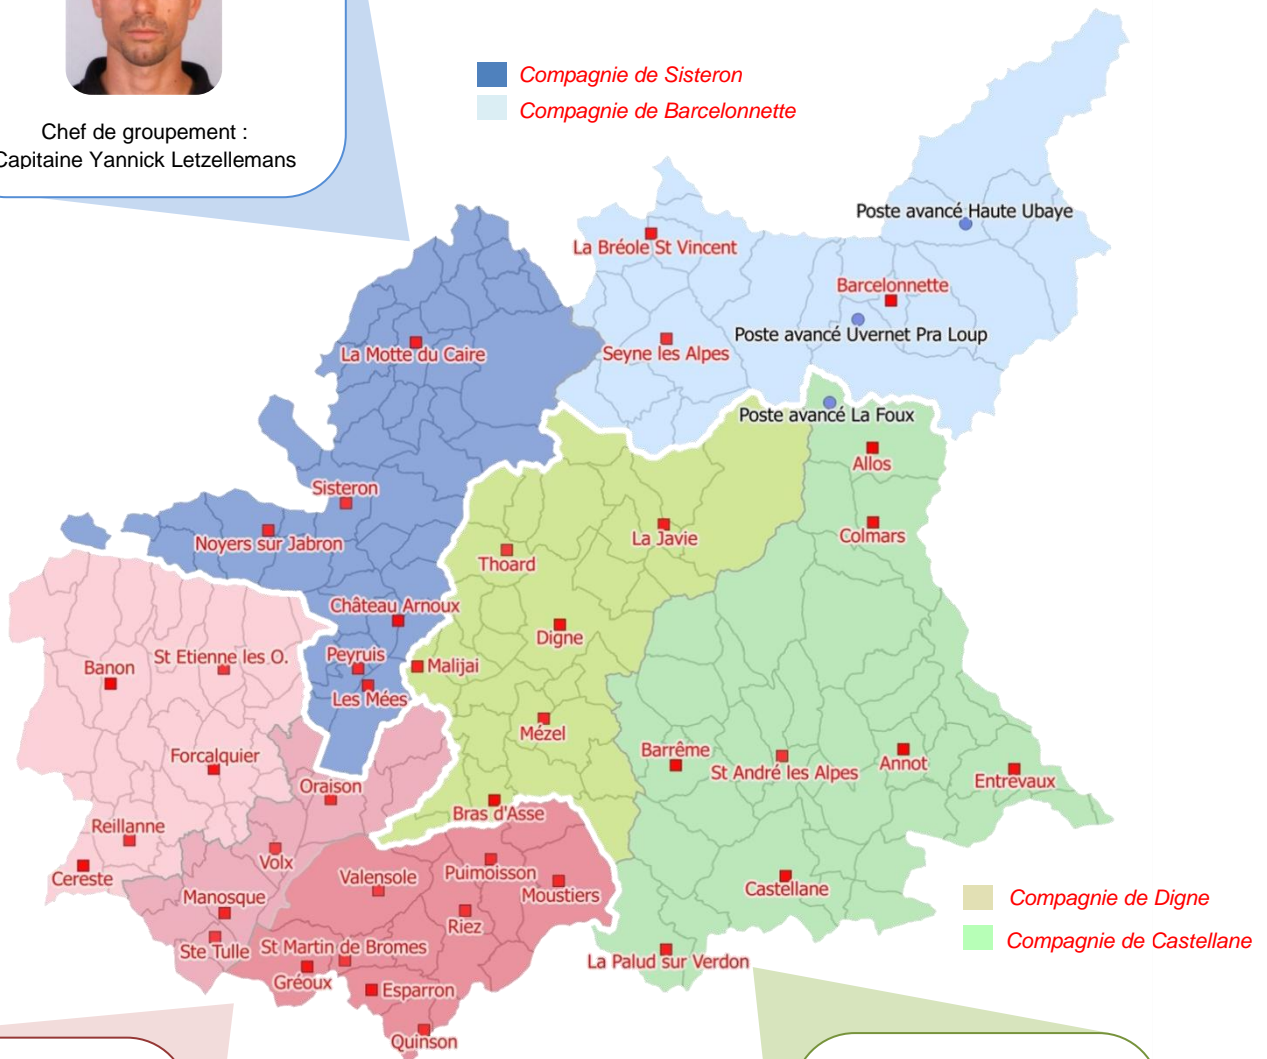 Chef de groupement :
Capitaine Yannick Letzellemans
Compagnie de Sisteron
Compagnie de Barcelonnette
Poste avancé Haute Ubaye
La Bréole St Vincent
Barcelonnette
Poste avancé Uvernet Pra Loup
La Motte du Caire
Seyne les Alpes
Poste avancé La Foux
Allos
Sisteron
Noyers sur Jabron
La Javie
Colmars
Thoard
Château Arnoux
Digne
Peyruis
St Etienne les O.
Banon
Malijai
Les Mées
Mézel
Forcalquier
Barrême
St André les Alpes
Annot
Entrevaux
Oraison
Bras d'Asse
Reillanne
Volx
Cereste
Valensole
Puimoisson
Moustiers
Castellane
Manosque
Riez
Compagnie de Digne
Ste Tulle
St Martin de Bromes
Compagnie de Castellane
La Palud sur Verdon
Gréoux
Esparron
Quinson